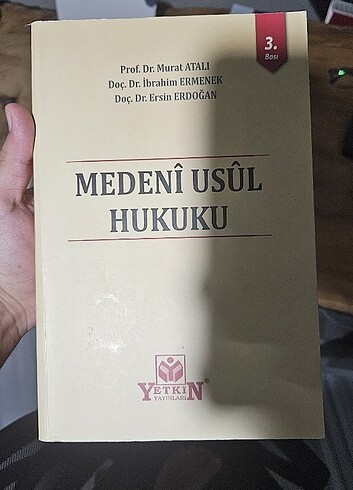 3.
Bası
Prof. Dr. Murat ATALI
Doç. Dr. İbrahim ERMENEK
Doç. Dr. Ersin ERDOĞAN
MEDENÎ USÛL
HUKUKU
YETKİN®
YAYINLARI